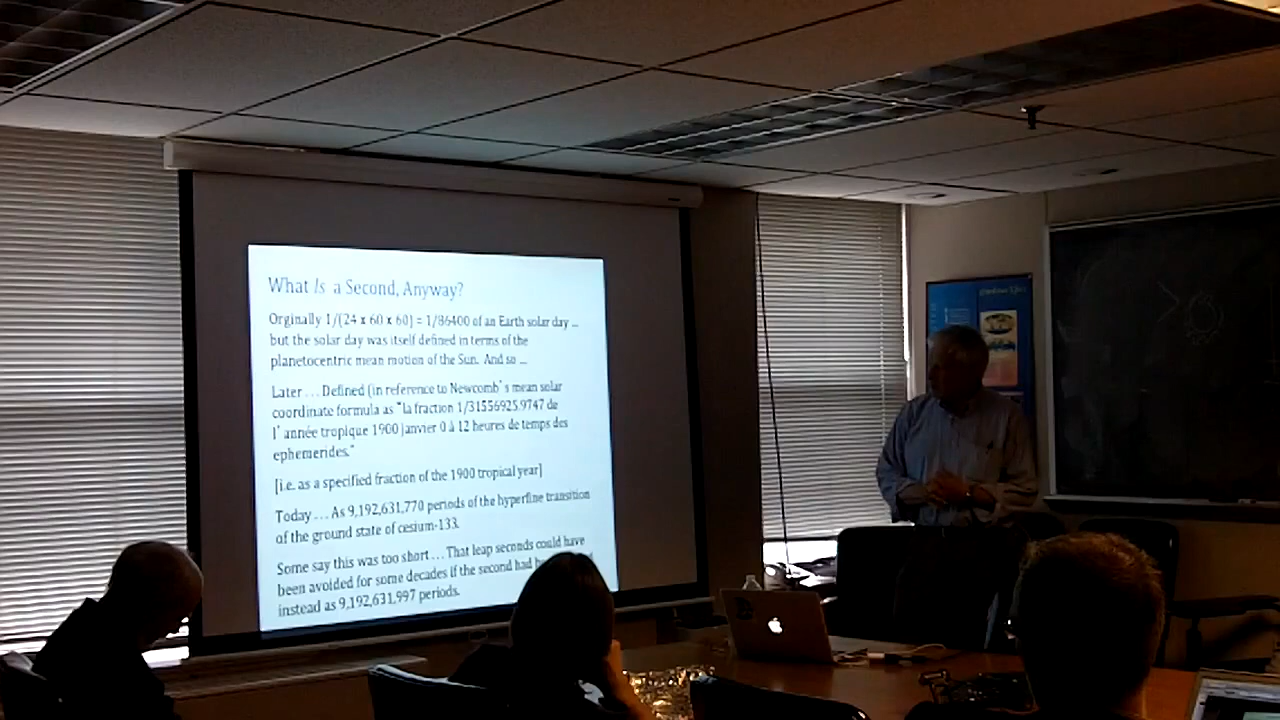 What Is a Second, Anyway?
Orginally 1/(24 x 60 x 60) = 1/86400 of an Earth solar day ...
but the solar day was itself defined in terms of the
planetocentric mean motion of the Sun. And so ...
Later ... Defined (in reference to Newcomb's mean solar
coordinate formula as "la fraction 1/31556925.9747 de
l'année tropique 1900 janvier 0 à 12 heures de temps des
ephemerides."
[i.e. as a specified fraction of the 1900 tropical year]
Today ... As 9,192,631,770 periods of the hyperfine transition
of the ground state of cesium-133.
Some say this was too short ... That leap seconds could have
been avoided for some decades if the second had
instead as 9,192,631,997 periods.